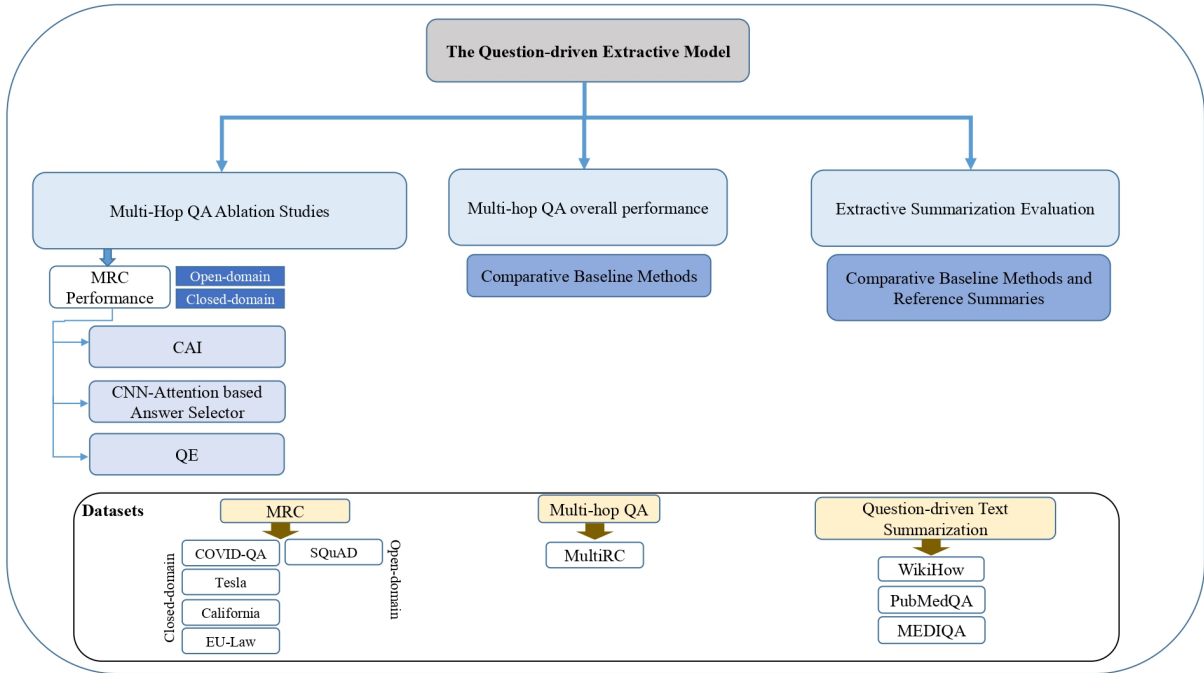 The Question-driven Extractive Model
Multi-Hop QA Ablation Studies
Multi-hop QA overall performance
Extractive Summarization Evaluation
MRC
Performance
Open-domain
Closed-domain
Comparative Baseline Methods
Comparative Baseline Methods and
Reference Summaries
CAI
CNN-Attention based
Answer Selector
QE
Datasets
MRC
Multi-hop QA
Question-driven Text
Summarization
Closed-domain
COVID-QA
Tesla
California
EU-Law
SQuAD
Open-domain
MultiRC
WikiHow
PubMedQA
MEDIQA